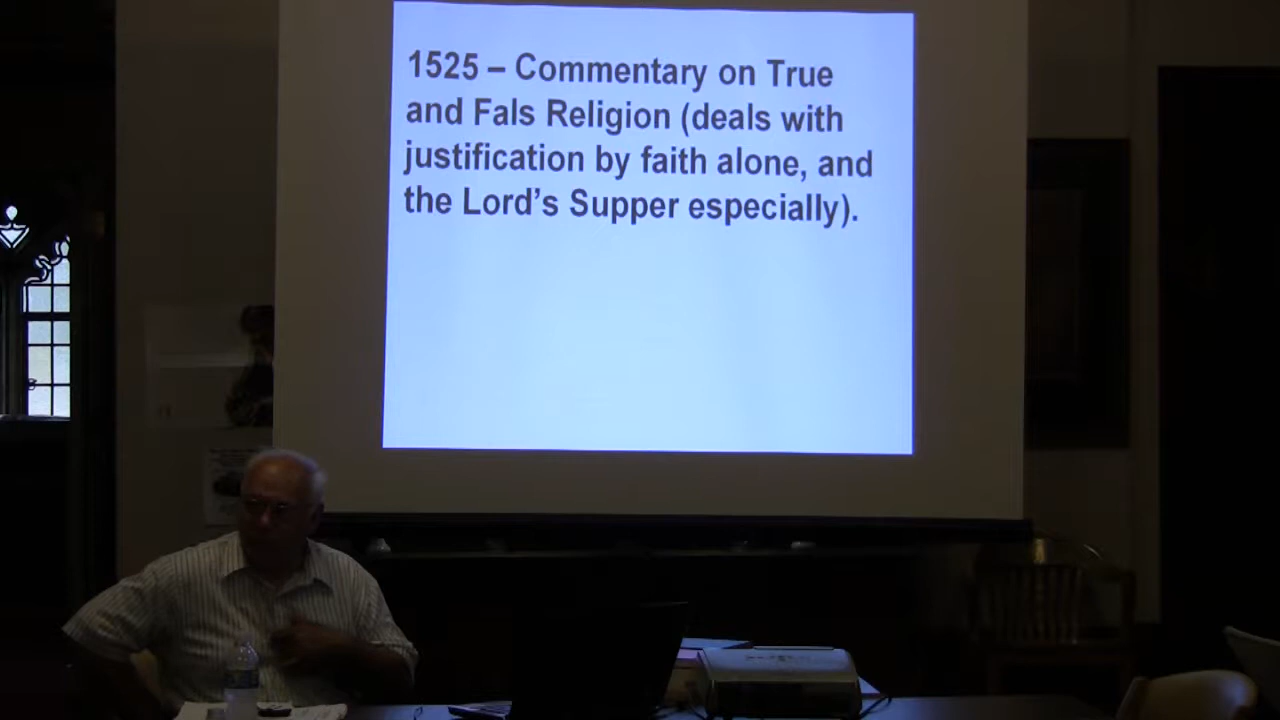 1525 – Commentary on True
and Fals Religion (deals with
justification by faith alone, and
the Lord’s Supper especially).